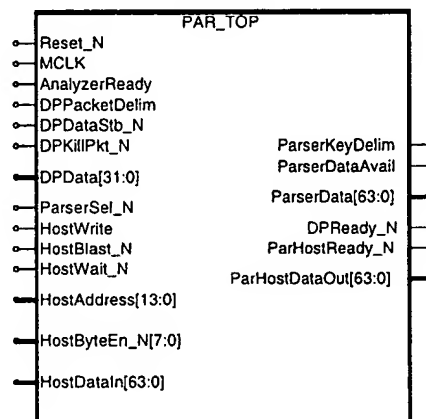 PAR_TOP
Reset_N
MCLK
AnalyzerReady
DPPacketDelim
DPDataStb_N
DPKillPkt_N
ParserKeyDelim
ParserDataAvail
DPData[31:0]
ParserData[63:0]
ParserSel_N
HostWrite
DPReady_N
HostBlast_N
ParHostReady_N
HostWait_N
ParHostDataOut[63:0]
HostAddress[13:0]
HostByteEn_N[7:0]
HostDataIn[63:0]